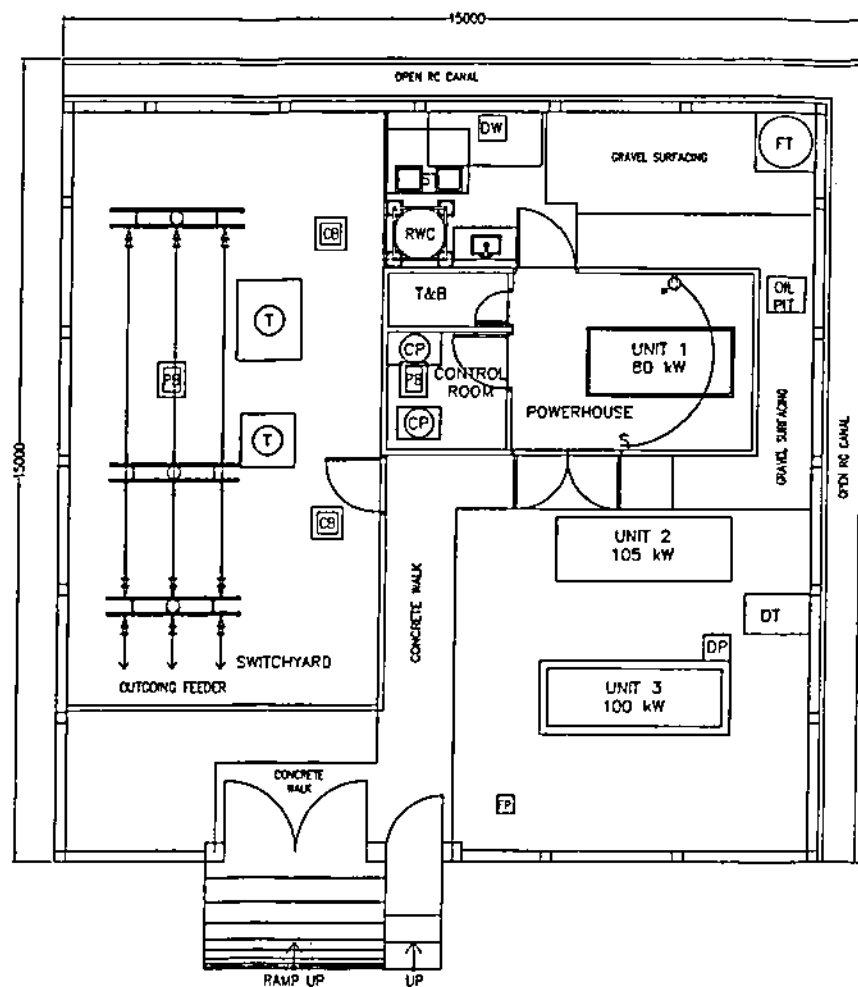 15000
OPEN RC CANAL
DW
FT
GRAVEL SURFACING
ST
CB
RWC
T&B
OIL
PIT
T
CP
UNIT 1
80 kW
PB
PB
CONTROL
ROOM
CP
POWERHOUSE
T
S
GRAVEL SURFACING
OPEN RC CANAL
15000
CB
UNIT 2
105 kW
CONCRETE WALK
DT
DP
SWITCHYARD
OUTGOING FEEDER
UNIT 3
100 kW
CONCRETE
WALK
FP
RAMP UP
UP